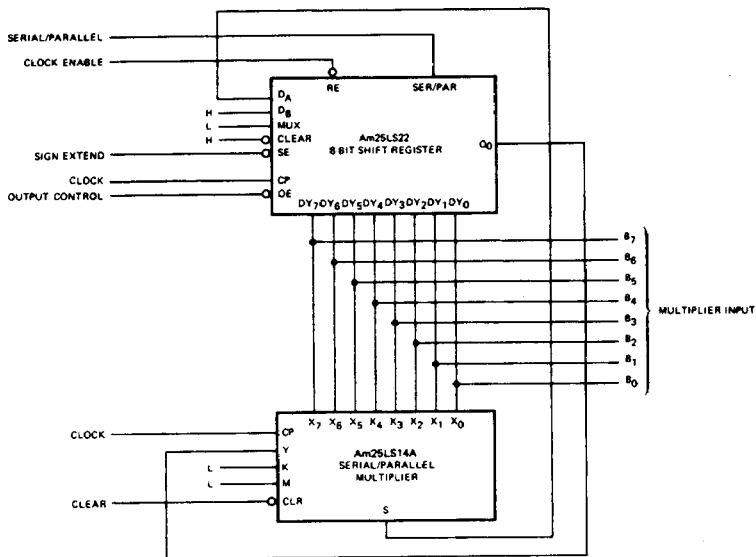 SERIAL/PARALLEL
CLOCK ENABLE
RE
SER/PAR
DA
H
DB
L
MUX
Am25LS22
H
CLEAR
8-BIT SHIFT REGISTER
Q0
SIGN EXTEND
SE
CLOCK
CP
OUTPUT CONTROL
OE
DY7 DY6 DY5 DY4 DY3 DY2 DY1 DY0
B7
B6
B5
B4
MULTIPLIER INPUT
B3
B2
B1
B0
X7 X6 X5 X4 X3 X2 X1 X0
CLOCK
CP
Y
Am25LS14A
L
K
SERIAL/PARALLEL
L
M
MULTIPLIER
CLEAR
CLR
S